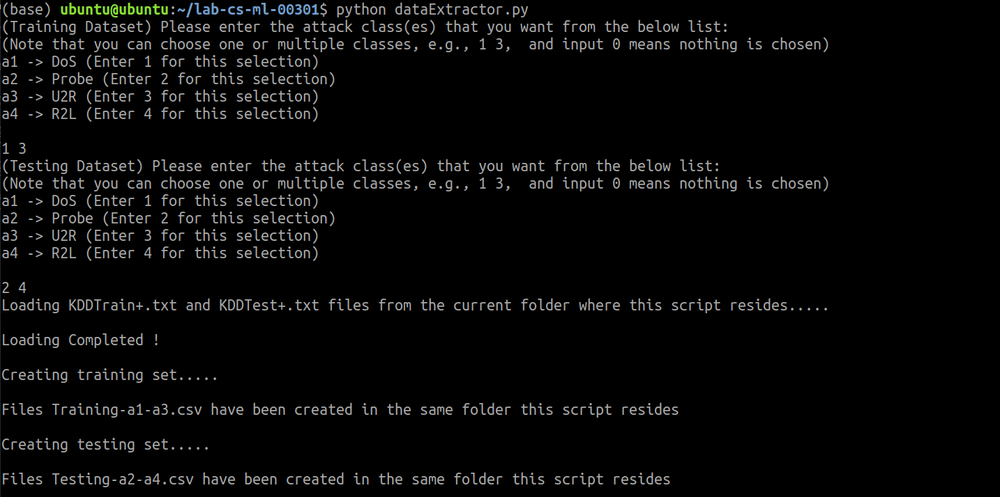 (base) ubuntu@ubuntu:~/lab-cs-ml-00301$ python dataExtractor.py
(Training Dataset) Please enter the attack class(es) that you want from the below list:
(Note that you can choose one or multiple classes, e.g., 1 3,  and input 0 means nothing is chosen)
a1 -> DoS (Enter 1 for this selection)
a2 -> Probe (Enter 2 for this selection)
a3 -> U2R (Enter 3 for this selection)
a4 -> R2L (Enter 4 for this selection)
1 3
(Testing Dataset) Please enter the attack class(es) that you want from the below list:
(Note that you can choose one or multiple classes, e.g., 1 3,  and input 0 means nothing is chosen)
a1 -> DoS (Enter 1 for this selection)
a2 -> Probe (Enter 2 for this selection)
a3 -> U2R (Enter 3 for this selection)
a4 -> R2L (Enter 4 for this selection)
2 4
Loading KDDTrain+.txt and KDDTest+.txt files from the current folder where this script resides.....
Loading Completed !
Creating training set.....
Files Training-a1-a3.csv have been created in the same folder this script resides
Creating testing set.....
Files Testing-a2-a4.csv have been created in the same folder this script resides